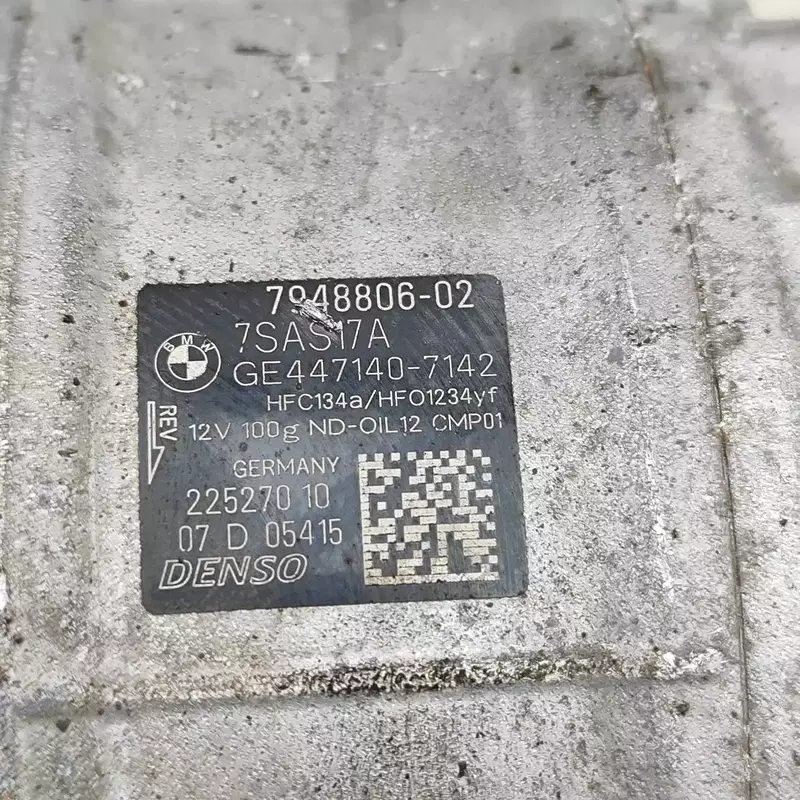 7948806-02
7SAS17A
BMW
GE447140-7142
HFC134a/HFO1234yf
REV
12V 100g ND-OIL12 CMP01
GERMANY
225270 10
07 D 05415
DENSO